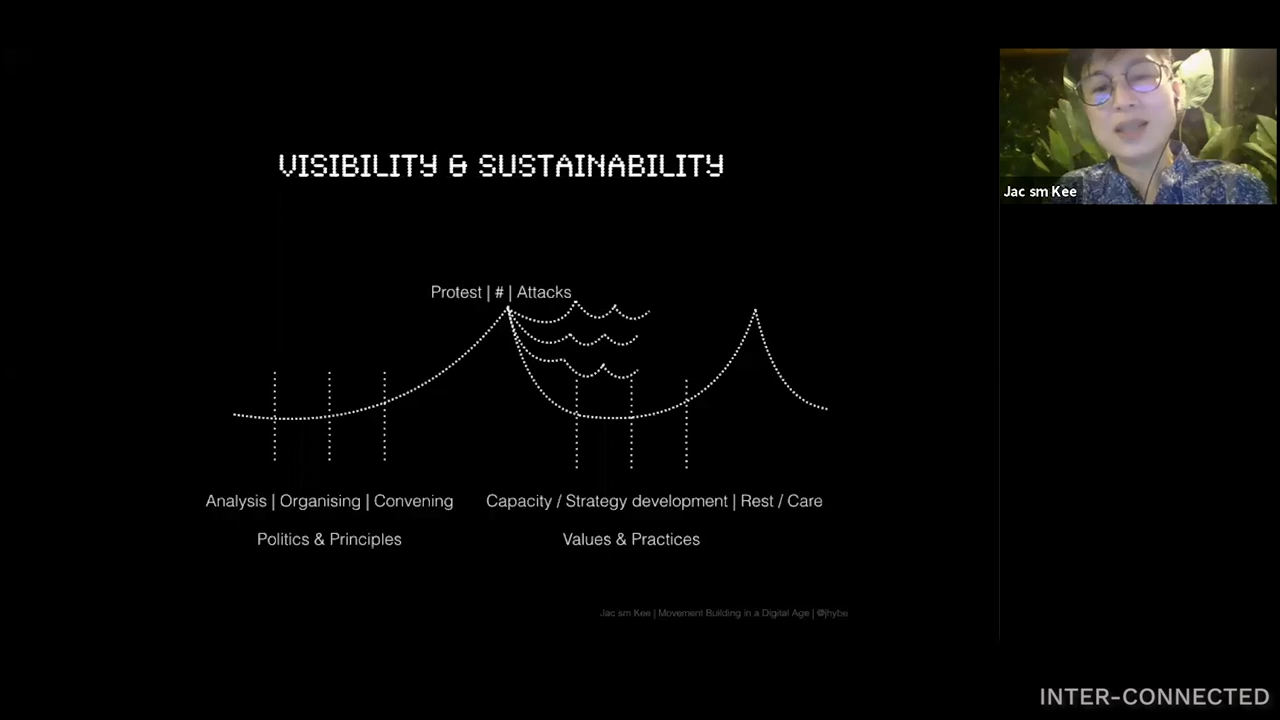 VISIBILITY & SUSTAINABILITY
Jac sm Kee
Protest | # | Attacks
Analysis | Organising | Convening
Capacity / Strategy development | Rest / Care
Politics & Principles
Values & Practices
Jac sm Kee | Movement Building in a Digital Age | @jhybe
INTER-CONNECTED